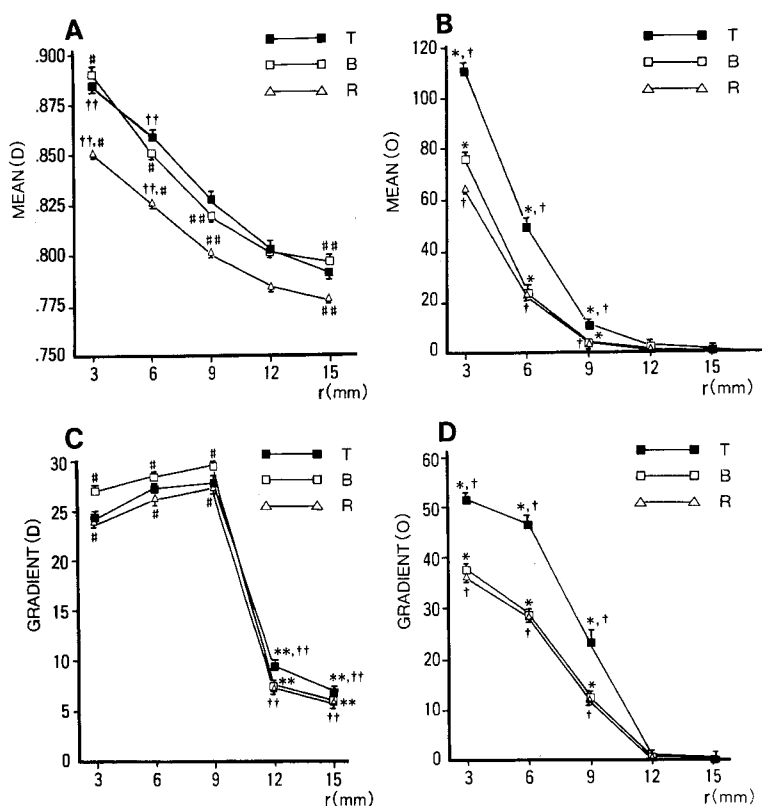 A
T
B
R
MEAN (D)
.900
.875
.850
.825
.800
.775
.750
#
††
††
#
††,#
††,#
##
##
##
##
3 6 9 12 15
r(mm)
B
T
B
R
MEAN (O)
120
100
80
60
40
20
0
*,†
*
†
*,†
*
†
*,†
† *
3 6 9 12 15
r(mm)
C
T
B
R
GRADIENT (D)
30
25
20
15
10
5
0
#
#
#
#
#
#
**,††
**
††
**,††
**
††
3 6 9 12 15
r(mm)
D
T
B
R
GRADIENT (O)
60
50
40
30
20
10
0
*,†
*,†
*
†
*
†
*,†
*
†
3 6 9 12 15
r(mm)